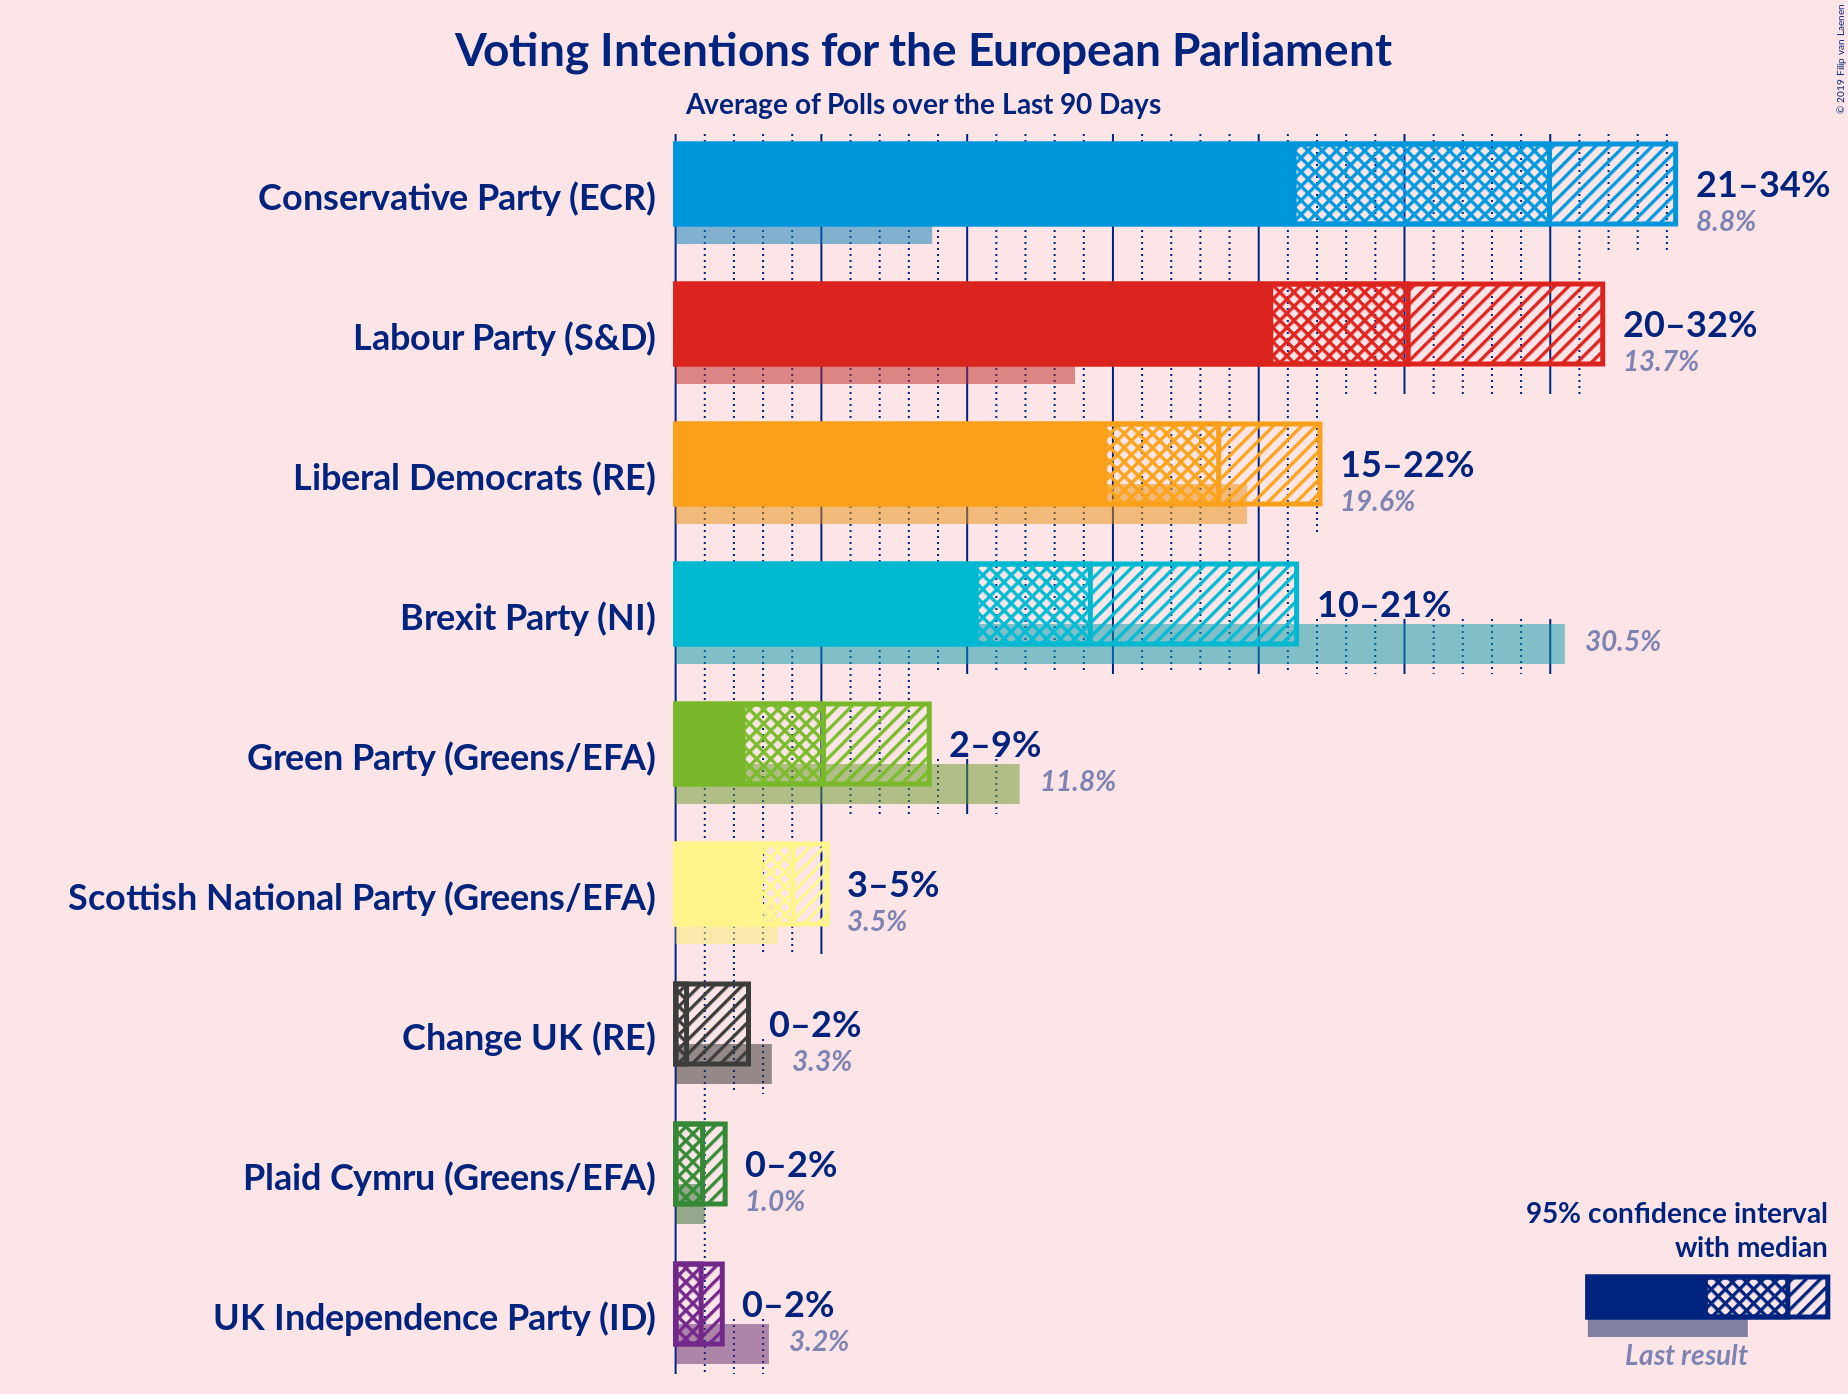 Voting Intentions for the European Parliament
Average of Polls over the Last 90 Days
© 2019 Filip van Laenen
Conservative Party (ECR)
21–34%
8.8%
Labour Party (S&D)
20–32%
13.7%
Liberal Democrats (RE)
15–22%
19.6%
Brexit Party (NI)
10–21%
30.5%
Green Party (Greens/EFA)
2–9%
11.8%
Scottish National Party (Greens/EFA)
3–5%
3.5%
Change UK (RE)
0–2%
3.3%
Plaid Cymru (Greens/EFA)
0–2%
1.0%
UK Independence Party (ID)
0–2%
3.2%
95% confidence interval
with median
Last result